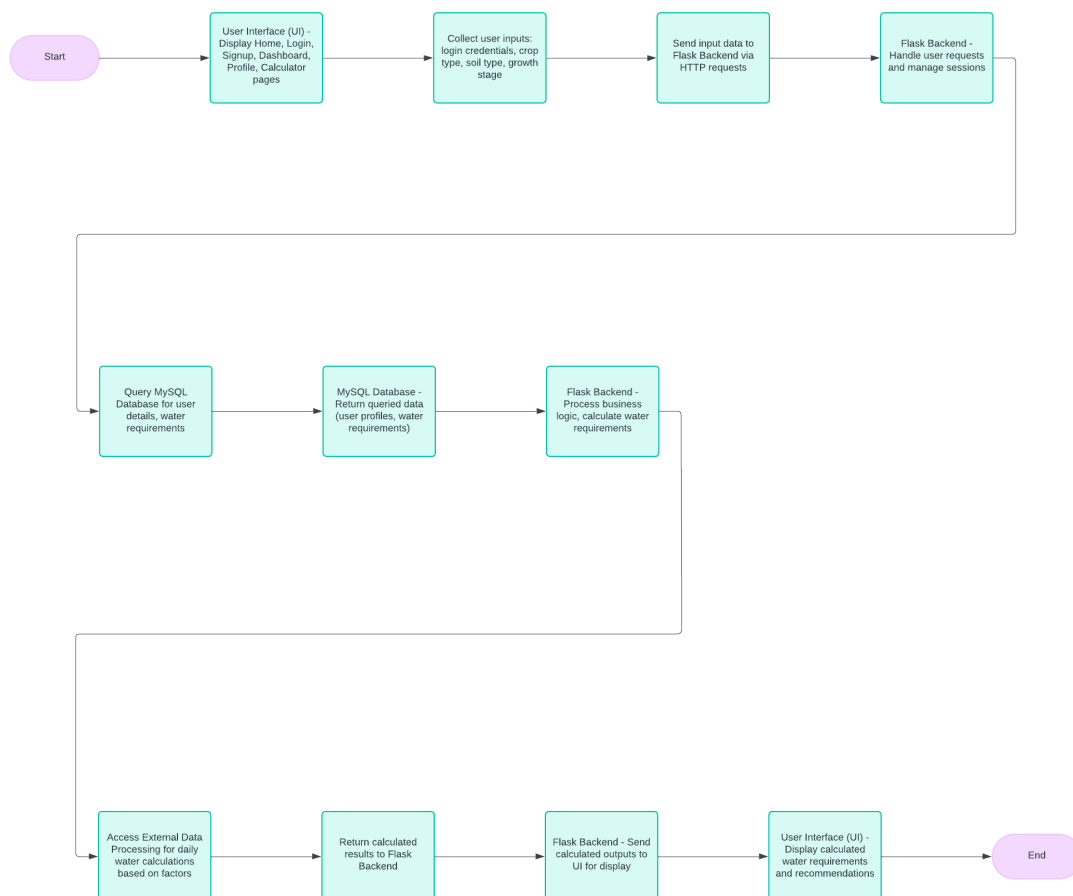 Start
User Interface (UI) -
Display Home, Login,
Signup, Dashboard,
Profile, Calculator
pages
Collect user inputs:
login credentials, crop
type, soil type, growth
stage
Send input data to
Flask Backend via
HTTP requests
Flask Backend -
Handle user requests
and manage sessions
Query MySQL
Database for user
details, water
requirements
MySQL Database -
Return queried data
(user profiles, water
requirements)
Flask Backend -
Process business
logic, calculate water
requirements
Access External Data
Processing for daily
water calculations
based on factors
Return calculated
results to Flask
Backend
Flask Backend - Send
calculated outputs to
UI for display
User Interface (UI) -
Display calculated
water requirements
and recommendations
End